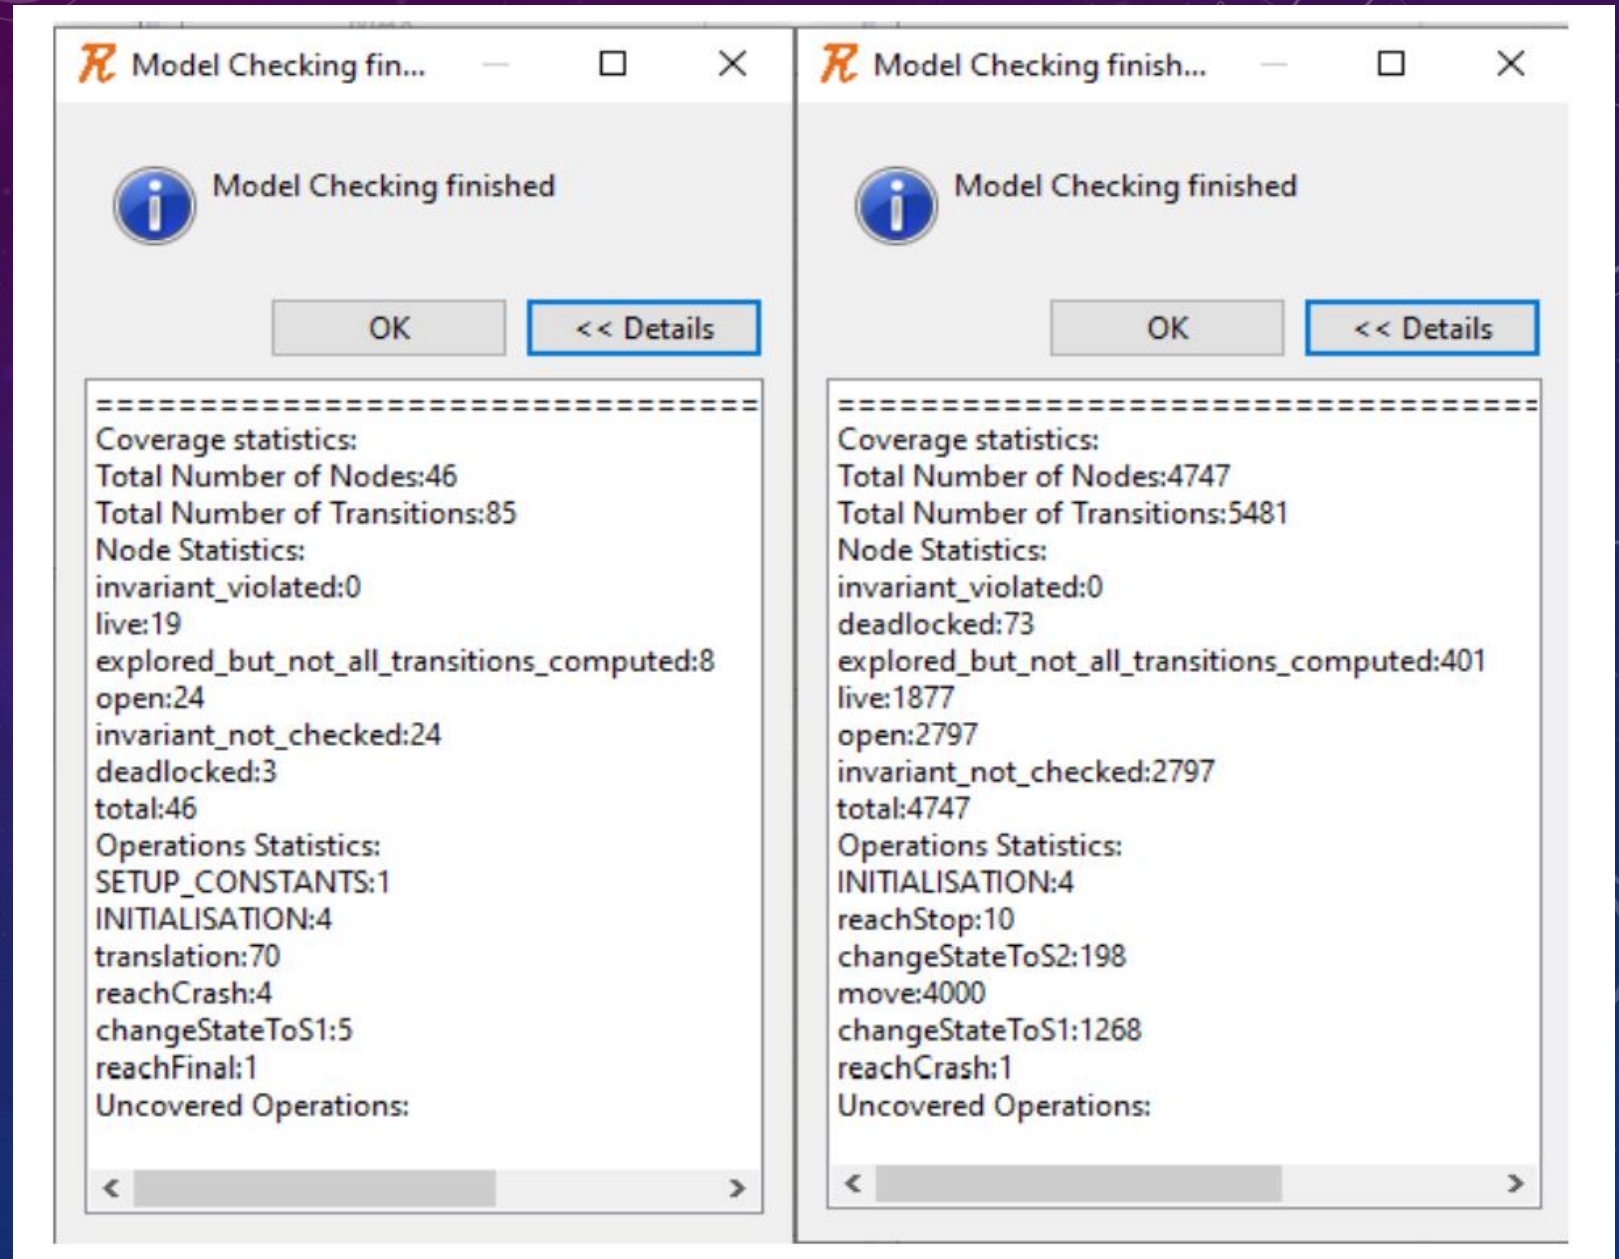 Model Checking fin...
Model Checking finished
OK
<< Details
==================================
Coverage statistics:
Total Number of Nodes:46
Total Number of Transitions:85
Node Statistics:
invariant_violated:0
live:19
explored_but_not_all_transitions_computed:8
open:24
invariant_not_checked:24
deadlocked:3
total:46
Operations Statistics:
SETUP_CONSTANTS:1
INITIALISATION:4
translation:70
reachCrash:4
changeStateToS1:5
reachFinal:1
Uncovered Operations:
Model Checking finish...
Model Checking finished
OK
<< Details
===================================
Coverage statistics:
Total Number of Nodes:4747
Total Number of Transitions:5481
Node Statistics:
invariant_violated:0
deadlocked:73
explored_but_not_all_transitions_computed:401
live:1877
open:2797
invariant_not_checked:2797
total:4747
Operations Statistics:
INITIALISATION:4
reachStop:10
changeStateToS2:198
move:4000
changeStateToS1:1268
reachCrash:1
Uncovered Operations: